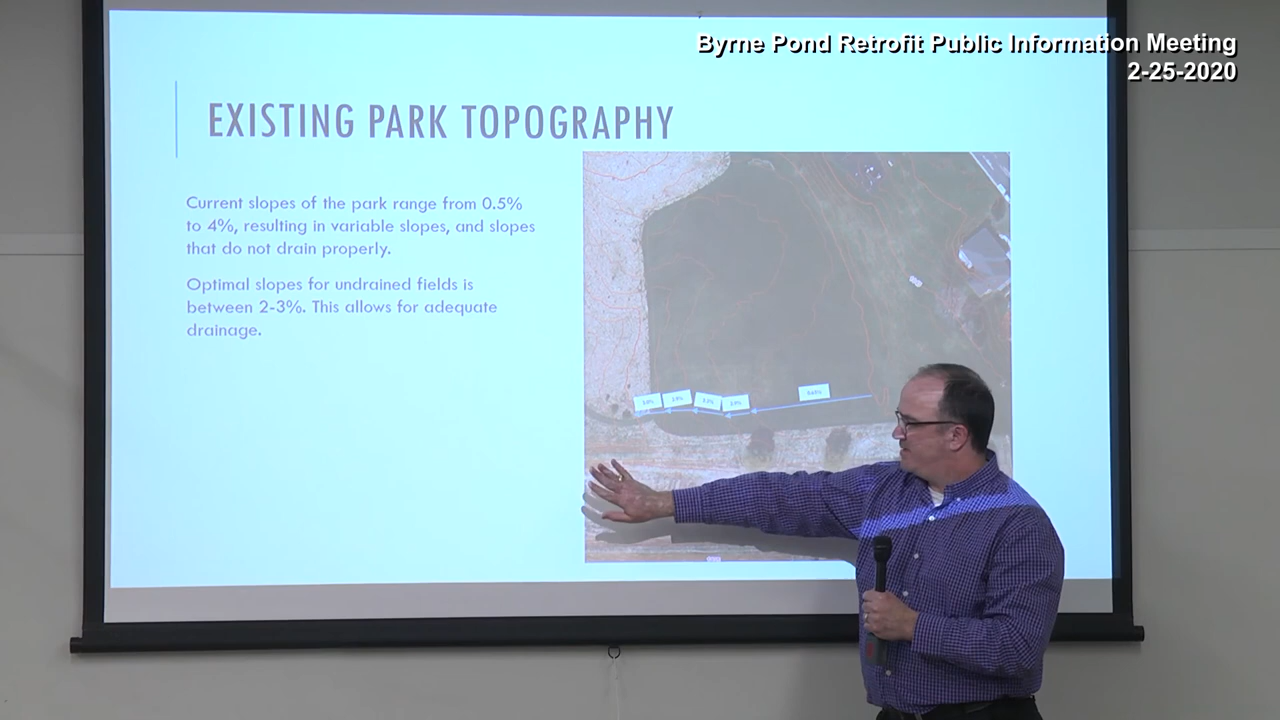 Byrne Pond Retrofit Public Information Meeting
2-25-2020
EXISTING PARK TOPOGRAPHY
Current slopes of the park range from 0.5%
to 4%, resulting in variable slopes, and slopes
that do not drain properly.
Optimal slopes for undrained fields is
between 2-3%. This allows for adequate
drainage.